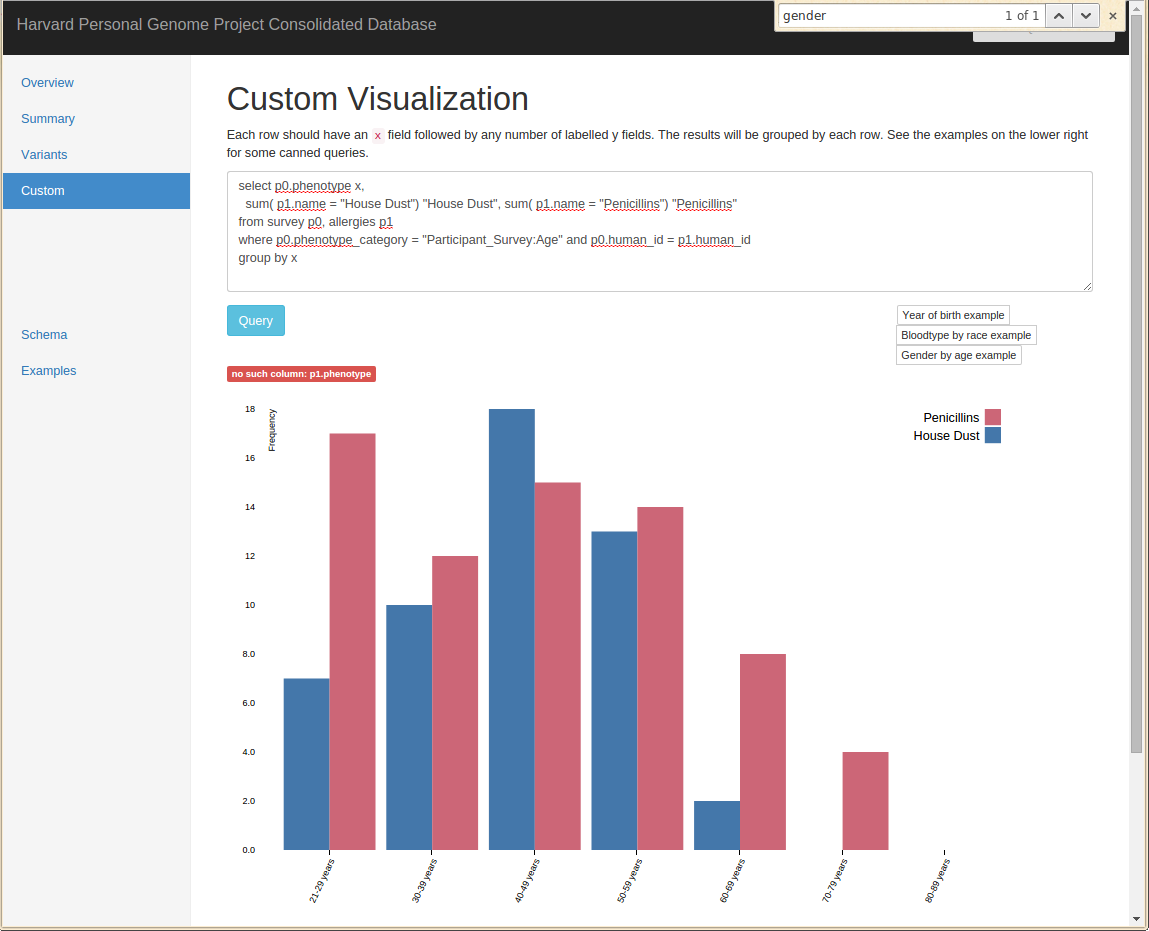 Harvard Personal Genome Project Consolidated Database
gender
1 of 1
Overview
Summary
Variants
Custom
Schema
Examples
Custom Visualization
Each row should have an x field followed by any number of labelled y fields. The results will be grouped by each row. See the examples on the lower right
for some canned queries.
select p0.phenotype x,
sum( p1.name = "House Dust") "House Dust", sum( p1.name = "Penicillins") "Penicillins"
from survey p0, allergies p1
where p0.phenotype_category = "Participant_Survey:Age" and p0.human_id = p1.human_id
group by x
Query
Year of birth example
Bloodtype by race example
Gender by age example
no such column: p1.phenotype
Frequency
Penicillins
House Dust
18
16
14
12
10
8.0
6.0
4.0
2.0
0.0
21-29 years
30-39 years
40-49 years
50-59 years
60-69 years
70-79 years
80-89 years